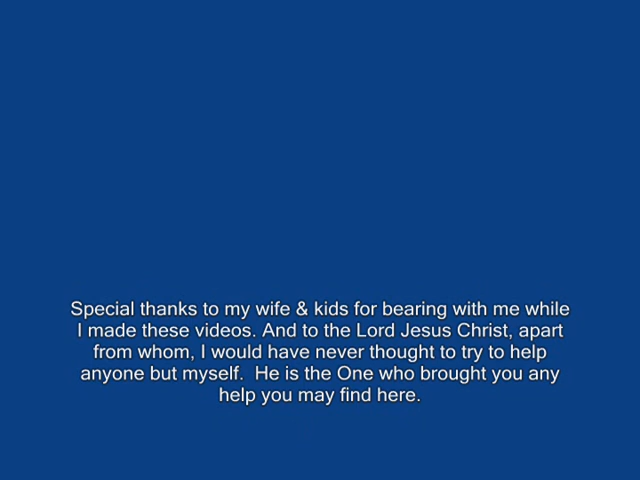 Special thanks to my wife & kids for bearing with me while
I made these videos. And to the Lord Jesus Christ, apart
from whom, I would have never thought to try to help
anyone but myself.  He is the One who brought you any
help you may find here.